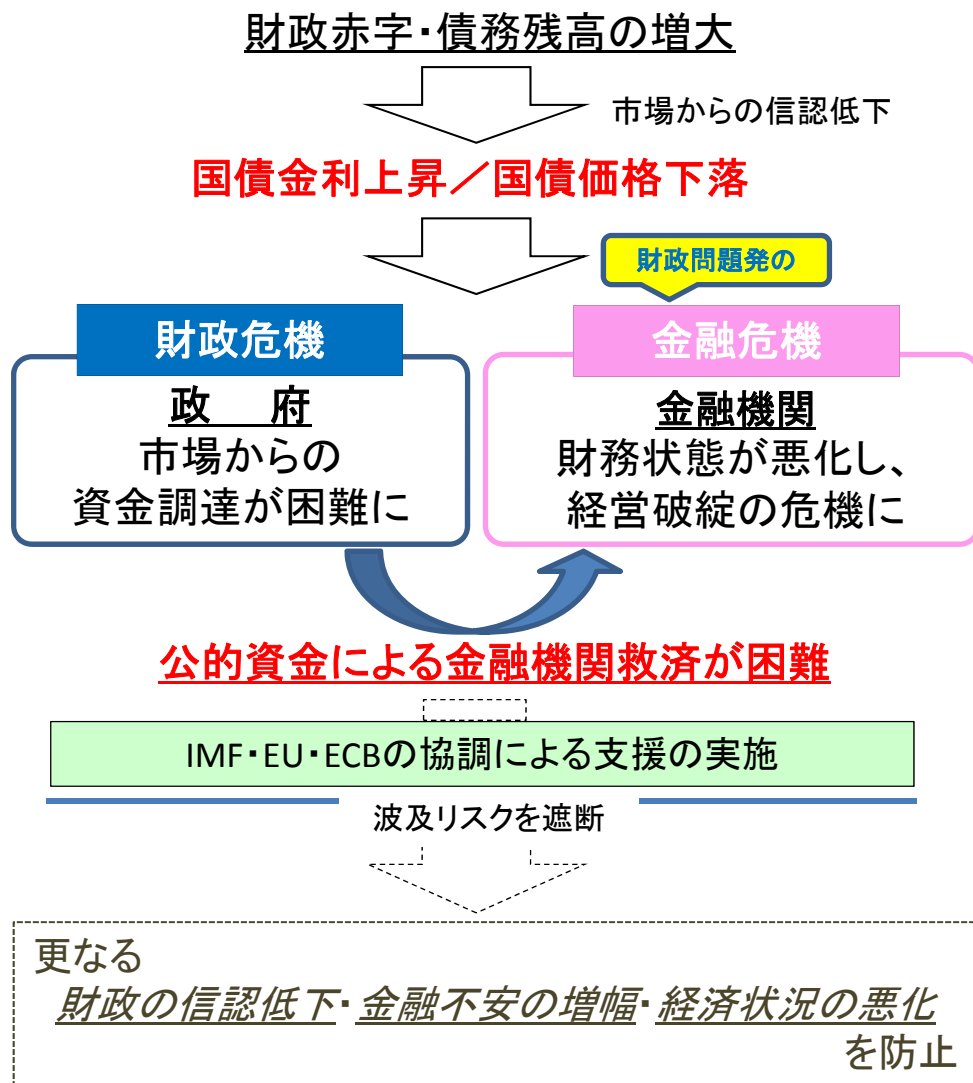 財政赤字・債務残高の増大
市場からの信認低下
国債金利上昇／国債価格下落
財政問題発の
財政危機
政　府
市場からの
資金調達が困難に
金融危機
金融機関
財務状態が悪化し、
経営破綻の危機に
公的資金による金融機関救済が困難
IMF・EU・ECBの協調による支援の実施
波及リスクを遮断
更なる
財政の信認低下・金融不安の増幅・経済状況の悪化
を防止